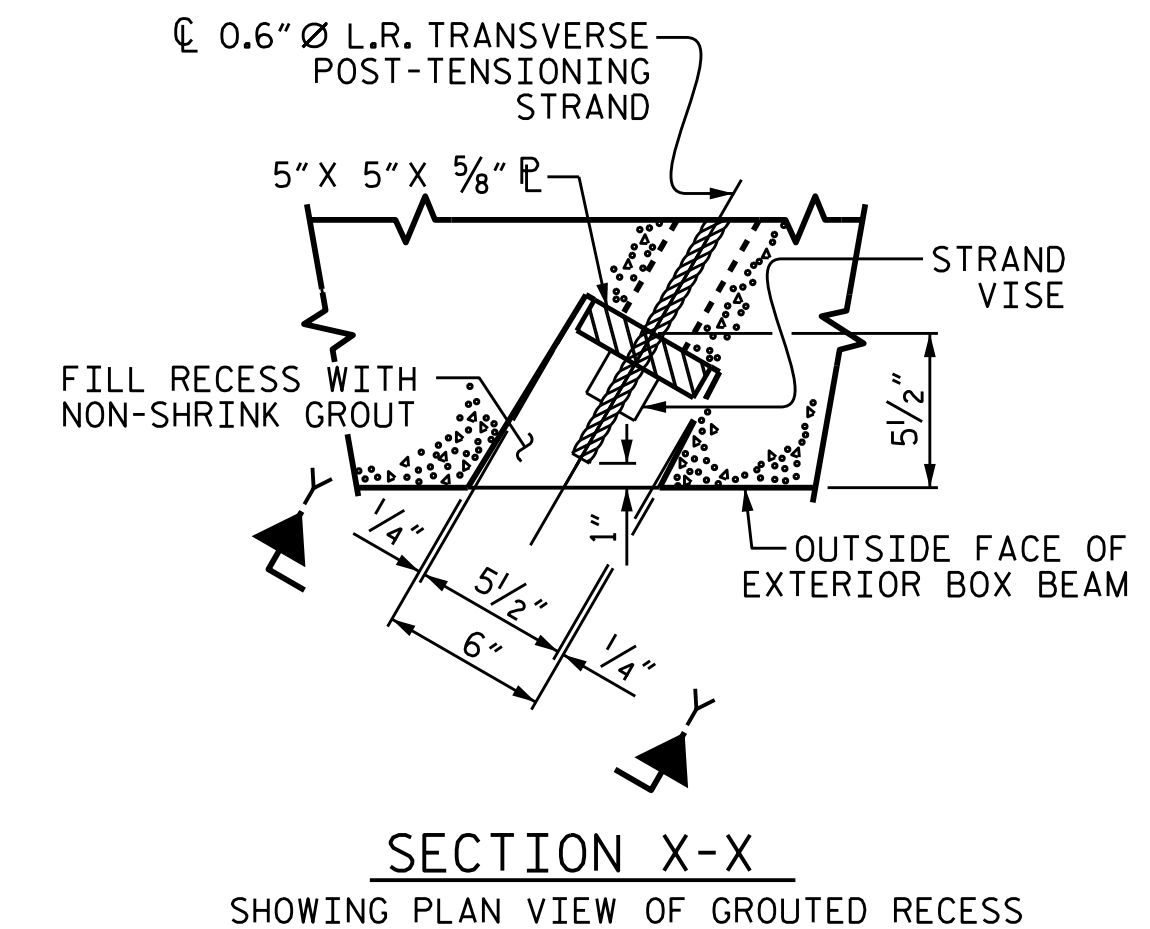 ℄ 0.6" Ø L.R. TRANSVERSE
POST-TENSIONING
STRAND
5" X 5" X 5/8" ⅊
STRAND
VISE
FILL RECESS WITH
NON-SHRINK GROUT
5 1/2"
Y
1/4"
1"
OUTSIDE FACE OF
EXTERIOR BOX BEAM
5 1/2"
6"
1/4"
Y
SECTION X-X
SHOWING PLAN VIEW OF GROUTED RECESS